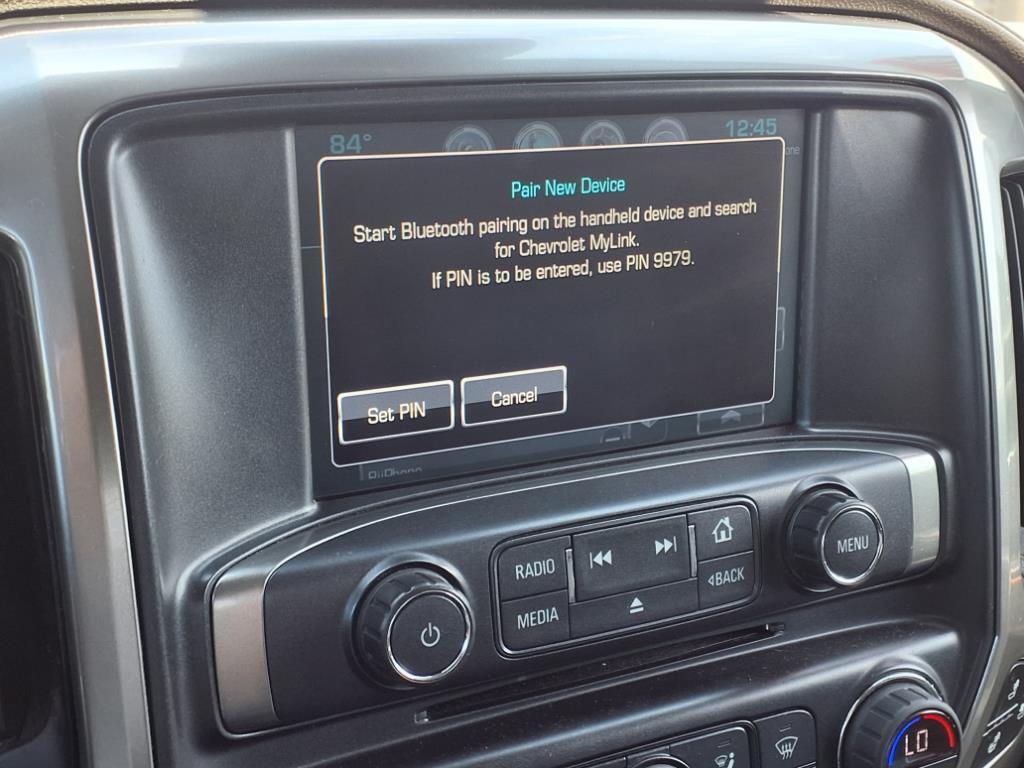 84° 12:45
Pair New Device
Start Bluetooth pairing on the handheld device and search
for Chevrolet MyLink.
If PIN is to be entered, use PIN 9979.
Set PIN Cancel
RADIO
MEDIA
BACK
MENU
LO